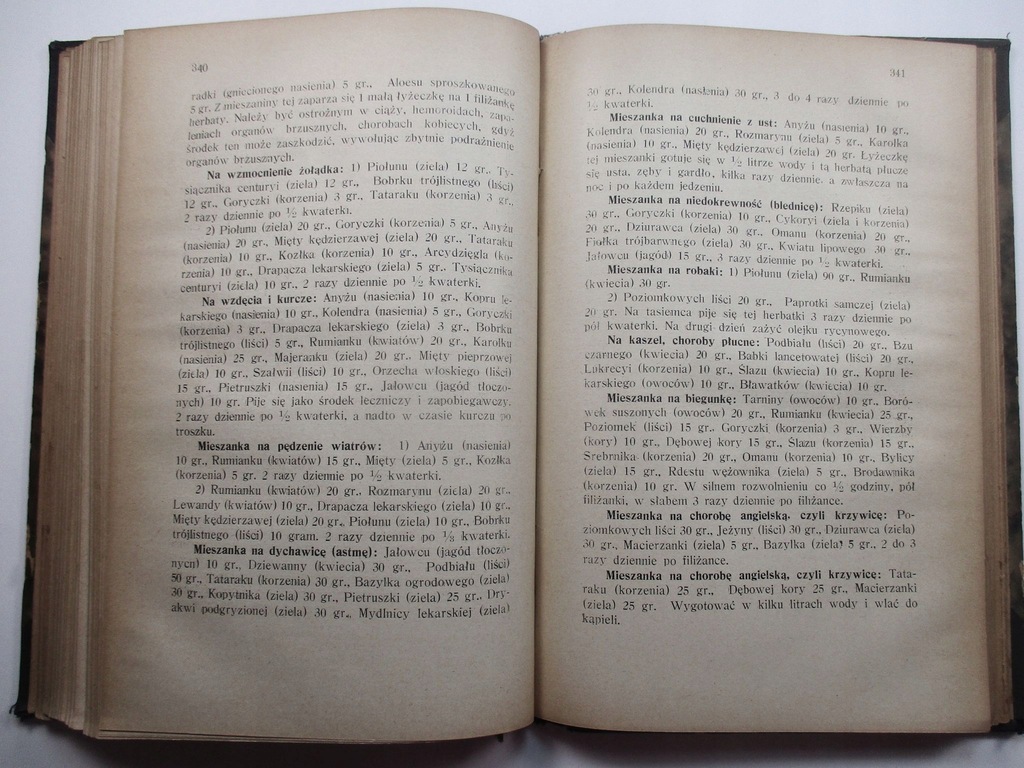 340
radki (gniecionego nasienia) 5 gr., Aloesu sproszkowanego
5 gr. Z mieszaniny tej zaparza się 1 małą łyżeczkę na 1 filiżankę
herbaty. Należy być ostrożnym w ciąży, hemoroidach, zapa-
leniach organów brzusznych, chorobach kobiecych, gdyż
środek ten może zaszkodzić, wywołując zbytnie podrażnienie
organów brzusznych.
Na wzmocnienie żołądka: 1) Piołunu (ziela) 12 gr., Ty-
siącznika centuryi (ziela) 12 gr., Bobrku trójlistnego (liści)
12 gr., Goryczki (korzenia) 3 gr., Tataraku (korzenia) 3 gr.,
2 razy dziennie po ½ kwaterki.
2) Piołunu (ziela) 20 gr., Goryczki (korzenia) 5 gr., Anyżu
(nasienia) 20 gr., Mięty kędzierzawej (ziela) 20 gr., Tataraku
(korzenia) 10 gr., Kozłka (korzenia) 10 gr., Arcydzięgla (ko-
rzenia) 10 gr., Drapacza lekarskiego (ziela) 5 gr., Tysiącznika
centuryi (ziela) 10 gr., 2 razy dziennie po ½ kwaterki.
Na wzdęcia i kurcze: Anyżu (nasienia) 10 gr., Kopru le-
karskiego (nasienia) 10 gr., Kolendra (nasienia) 5 gr., Goryczki
(korzenia) 3 gr., Drapacza lekarskiego (ziela) 3 gr., Bobrku
trójlistnego (liści) 5 gr., Rumianku (kwiatów) 20 gr., Karolku
(nasienia) 25 gr., Majeranku (ziela) 20 gr., Mięty pieprzowej
(ziela) 10 gr., Szałwii (liści) 10 gr., Orzecha włoskiego (liści)
15 gr., Pietruszki (nasienia) 15 gr., Jałowcu (jagód tłoczo-
nych) 10 gr. Pije się jako środek leczniczy i zapobiegawczy.
2 razy dziennie po ½ kwaterki, a nadto w czasie kurczu po
troszku.
Mieszanka na pędzenie wiatrów: 1) Anyżu (nasienia)
10 gr., Rumianku (kwiatów) 15 gr., Mięty (ziela) 5 gr., Kozłka
(korzenia) 5 gr. 2 razy dziennie po ½ kwaterki.
2) Rumianku (kwiatów) 20 gr., Rozmarynu (ziela) 20 gr.,
Lewandy (kwiatów) 10 gr., Drapacza lekarskiego (ziela) 10 gr.,
Mięty kędzierzawej (ziela) 20 gr., Piołunu (ziela) 10 gr., Bobrku
trójlistnego (liści) 10 gram. 2 razy dziennie po ½ kwaterki.
Mieszanka na dychawicę (astmę): Jałowcu (jagód tłoczo-
nych) 10 gr., Dziewanny (kwiecia) 30 gr., Podbiału (liści)
50 gr., Tataraku (korzenia) 30 gr., Bazylka ogrodowego (ziela)
30 gr., Kopytnika (ziela) 30 gr., Pietruszki (ziela) 25 gr., Dry-
akwi podgryzionej (ziela) 30 gr., Mydlnicy lekarskiej (ziela)
341
30 gr., Kolendra (nasienia) 30 gr., 3 do 4 razy dziennie po
½ kwaterki.
Mieszanka na cuchnienie z ust: Anyżu (nasienia) 10 gr.,
Kolendra (nasienia) 20 gr., Rozmarynu (ziela) 5 gr., Karolka
(nasienia) 10 gr., Mięty kędzierzawej (ziela) 20 gr. Łyżeczkę
tej mieszanki gotuje się w ½ litrze wody i tą herbatą płucze
się usta, zęby i gardło, kilka razy dziennie, a zwłaszcza na
noc i po każdem jedzeniu.
Mieszanka na niedokrewność (blednicę): Rzepiku (ziela)
30 gr., Goryczki (korzenia) 10 gr., Cykoryi (ziela i korzenia)
20 gr., Dziurawca (ziela) 30 gr., Omanu (korzenia) 20 gr.,
Fiołka trójbarwnego (ziela) 30 gr., Kwiatu lipowego 30 gr.,
Jałowcu (jagód) 15 gr., 3 razy dziennie po ½ kwaterki.
Mieszanka na robaki: 1) Piołunu (ziela) 90 gr., Rumianku
(kwiecia) 30 gr.
2) Poziomkowych liści 20 gr., Paprotki samczej (ziela)
20 gr. Na tasiemca pije się tej herbatki 3 razy dziennie po
pół kwaterki. Na drugi dzień zażyć olejku rycynowego.
Na kaszel, choroby płucne: Podbiału (liści) 20 gr., Bzu
czarnego (kwiecia) 20 gr., Babki lancetowatej (liści) 20 gr.,
Lukrecyi (korzenia) 10 gr., Ślazu (kwiecia) 10 gr., Kopru le-
karskiego (owoców) 10 gr., Bławatków (kwiecia) 10 gr.
Mieszanka na biegunkę: Tarniny (owoców) 10 gr., Boró-
wek suszonych (owoców) 20 gr., Rumianku (kwiecia) 25 gr.,
Poziomek (liści) 15 gr., Goryczki (korzenia) 3 gr., Wierzby
(kory) 10 gr., Dębowej kory 15 gr., Ślazu (korzenia) 15 gr.,
Srebrnika (korzenia) 20 gr., Omanu (korzenia) 10 gr., Bylicy
(ziela) 15 gr., Rdestu wężownika (ziela) 5 gr., Brodawnika
(korzenia) 10 gr. W silnem rozwolnieniu co ½ godziny, pół
filiżanki, w słabem 3 razy dziennie po filiżance.
Mieszanka na chorobę angielską, czyli krzywicę: Po-
ziomkowych liści 30 gr., Jeżyny (liści) 30 gr., Dziurawca (ziela)
30 gr., Macierzanki (ziela) 5 gr., Bazylka (ziela) 5 gr., 2 do 3
razy dziennie po filiżance.
Mieszanka na chorobę angielską, czyli krzywicę: Tata-
raku (korzenia) 25 gr., Dębowej kory 25 gr., Macierzanki
(ziela) 25 gr. Wygotować w kilku litrach wody i wlać do
kąpieli.